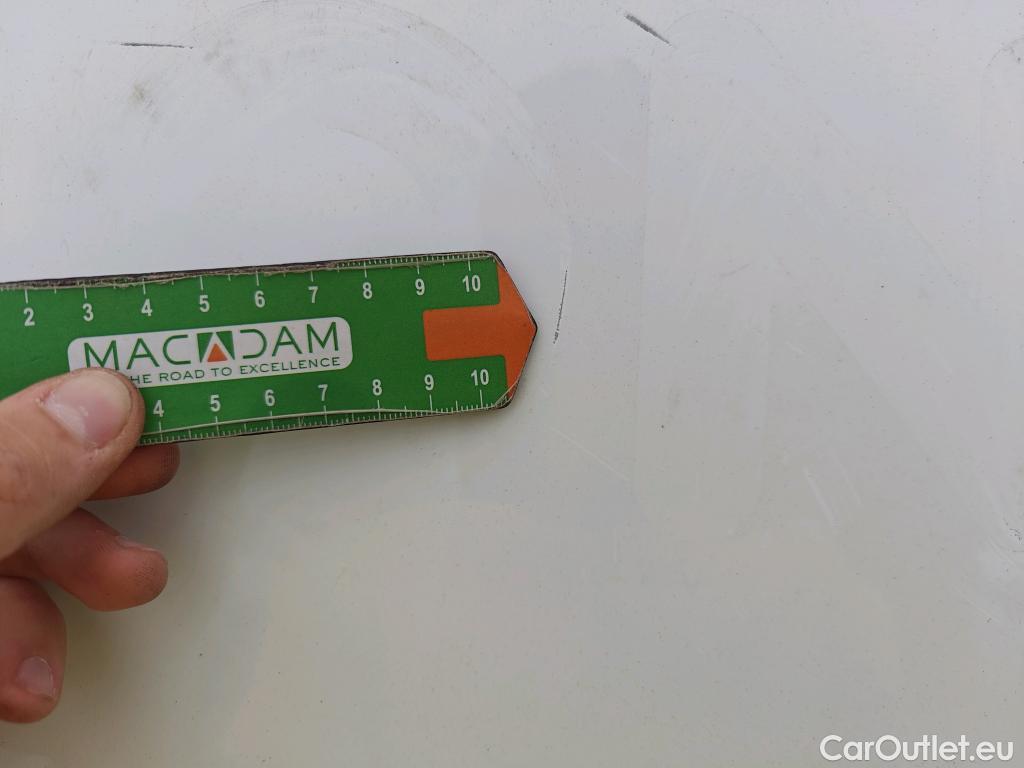 2 3 4 5 6 7 8 9 10
MACADAM
HE ROAD TO EXCELLENCE
4 5 6 7 8 9 10
CarOutlet.eu